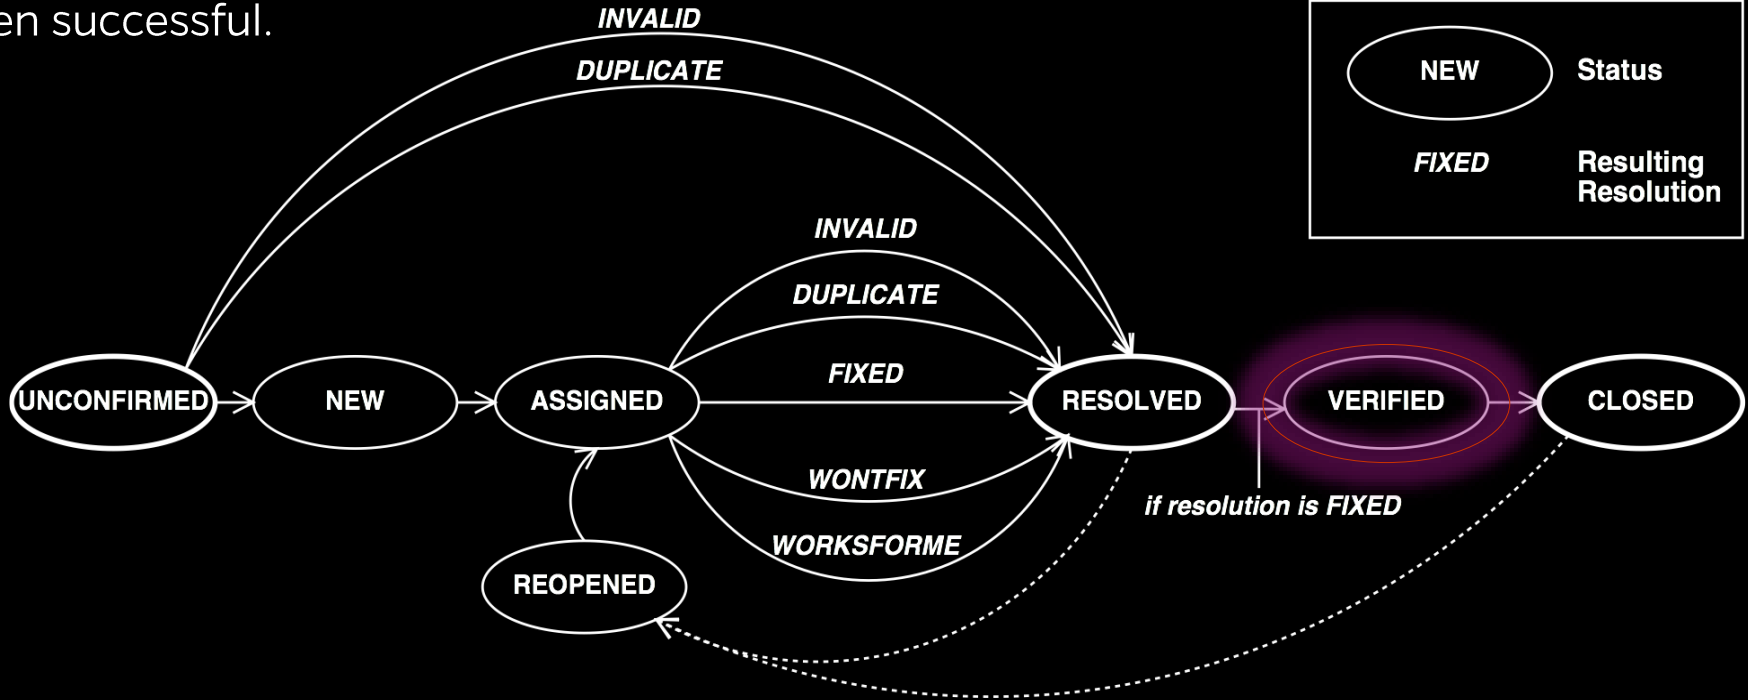 en successful.
INVALID
DUPLICATE
NEW
Status
FIXED
Resulting
Resolution
INVALID
DUPLICATE
FIXED
UNCONFIRMED
NEW
ASSIGNED
RESOLVED
VERIFIED
CLOSED
WONTFIX
if resolution is FIXED
WORKSFORME
REOPENED